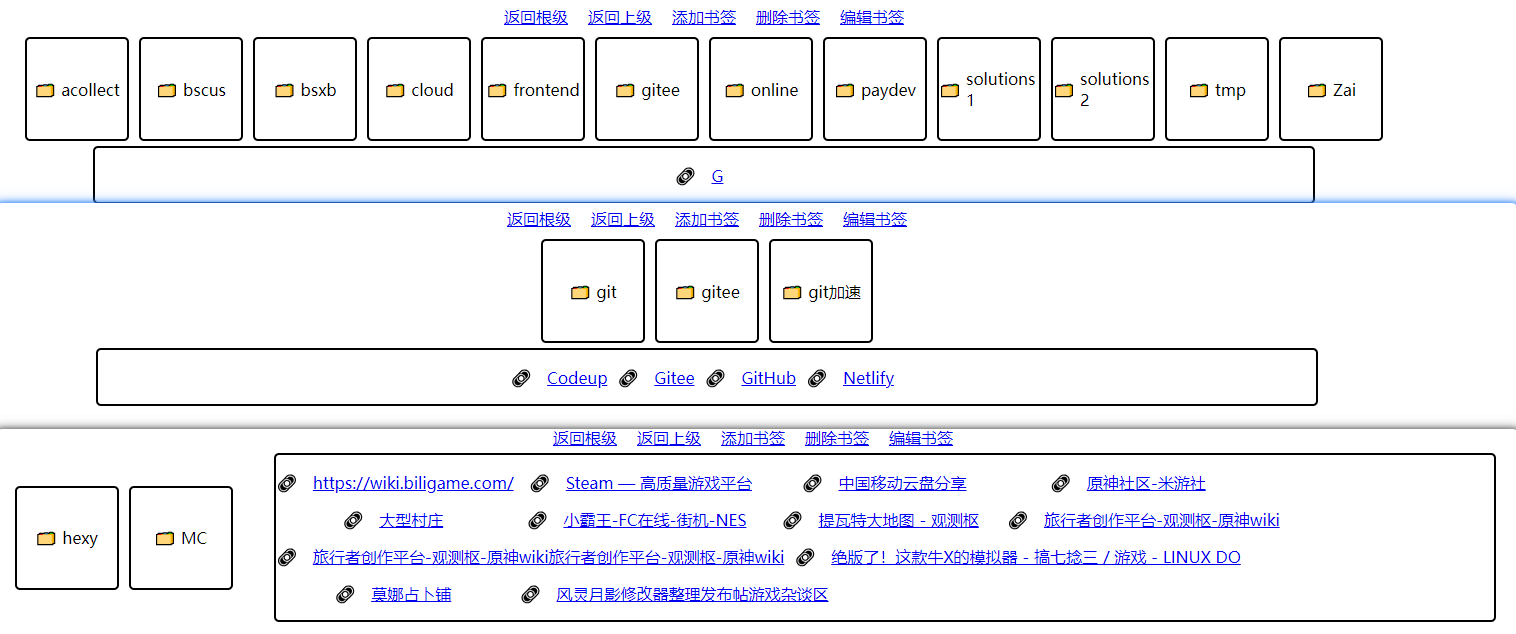 返回根级 返回上级 添加书签 删除书签 编辑书签
acollect bscus bsxb cloud frontend gitee online paydev solutions1 solutions2 tmp Zai
G
返回根级 返回上级 添加书签 删除书签 编辑书签
git gitee git加速
Codeup Gitee GitHub Netlify
返回根级 返回上级 添加书签 删除书签 编辑书签
hexy MC
https://wiki.biligame.com/ Steam — 高质量游戏平台 中国移动云盘分享 原神社区-米游社
大型村庄 小霸王-FC在线-街机-NES 提瓦特大地图 - 观测枢 旅行者创作平台-观测枢-原神wiki
旅行者创作平台-观测枢-原神wiki旅行者创作平台-观测枢-原神wiki 绝版了！这款牛X的模拟器 - 搞七捻三 / 游戏 - LINUX DO
莫娜占卜铺 风灵月影修改器整理发布帖游戏杂谈区